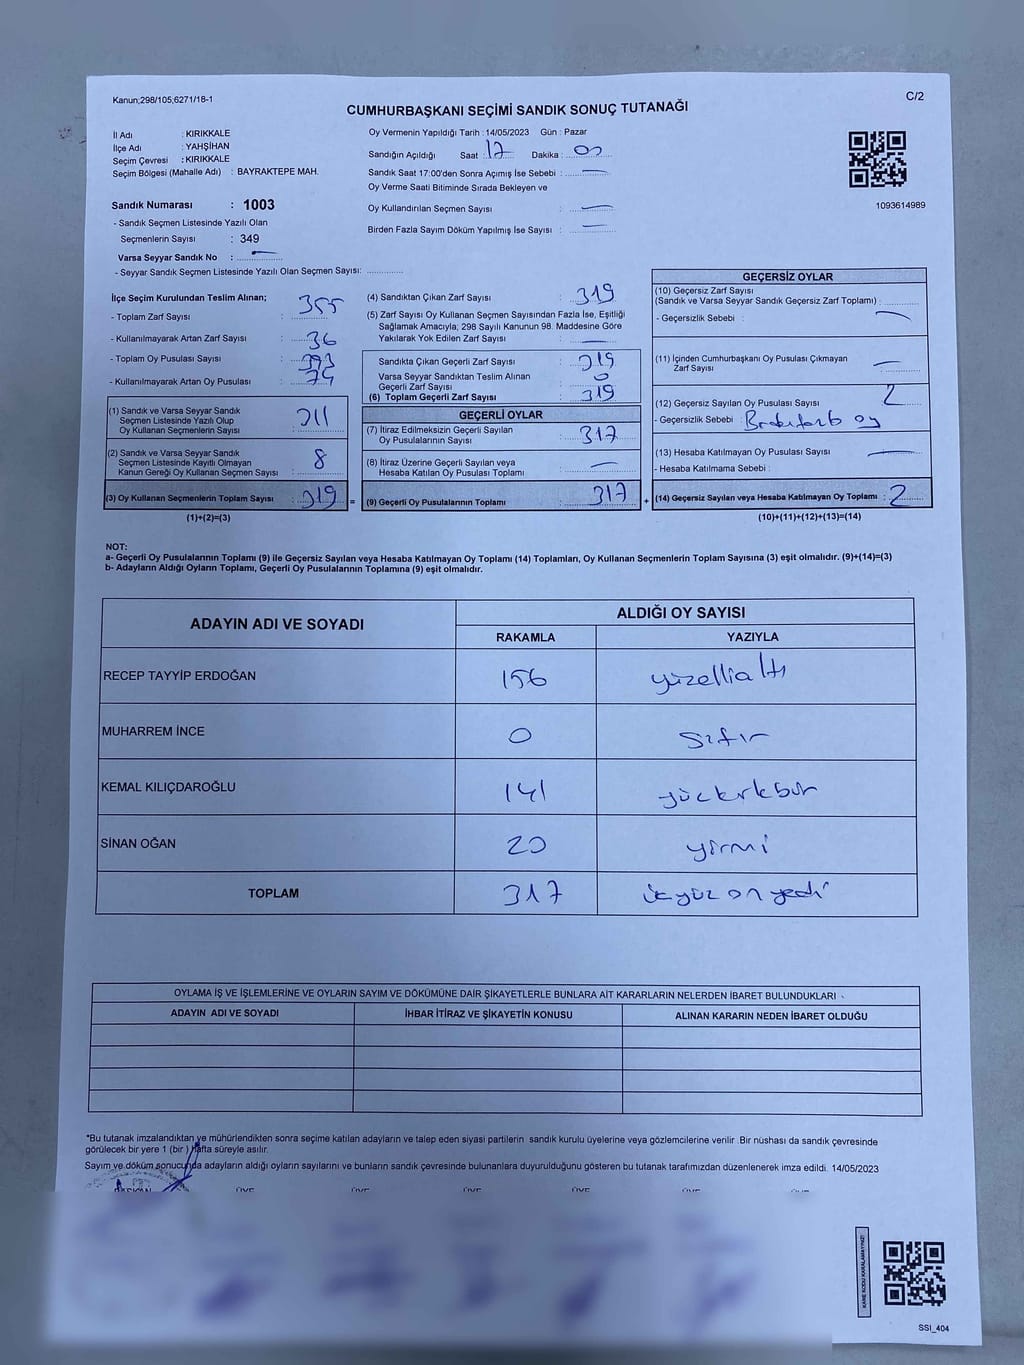 Kanun;298/105;6271/18-1
C/2
CUMHURBAŞKANI SEÇİMİ SANDIK SONUÇ TUTANAĞI
İl Adı : KIRIKKALE
İlçe Adı : YAHŞİHAN
Seçim Çevresi : KIRIKKALE
Seçim Bölgesi (Mahalle Adı) : BAYRAKTEPE MAH.
Sandık Numarası : 1003
- Sandık Seçmen Listesinde Yazılı Olan
Seçmenlerin Sayısı : 349
Varsa Seyyar Sandık No :
- Seyyar Sandık Seçmen Listesinde Yazılı Olan Seçmen Sayısı:
Oy Vermenin Yapıldığı Tarih : 14/05/2023 Gün : Pazar
Sandığın Açıldığı Saat : 17 Dakika : 00
Sandık Saat 17:00'den Sonra Açımış İse Sebebi :
Oy Verme Saati Bitiminde Sırada Bekleyen ve
Oy Kullandırılan Seçmen Sayısı :
Birden Fazla Sayım Döküm Yapılmış İse Sayısı :
1093614989
İlçe Seçim Kurulundan Teslim Alınan;
- Toplam Zarf Sayısı : 355
- Kullanılmayarak Artan Zarf Sayısı : 36
- Toplam Oy Pusulası Sayısı : 393
- Kullanılmayarak Artan Oy Pusulası : 74
(1) Sandık ve Varsa Seyyar Sandık
Seçmen Listesinde Yazılı Olup
Oy Kullanan Seçmenlerin Sayısı : 311
(2) Sandık ve Varsa Seyyar Sandık
Seçmen Listesinde Kayıtlı Olmayan
Kanun Gereği Oy Kullanan Seçmen Sayısı : 8
(3) Oy Kullanan Seçmenlerin Toplam Sayısı : 319 =
(1)+(2)=(3)
(4) Sandıktan Çıkan Zarf Sayısı : 319
(5) Zarf Sayısı Oy Kullanan Seçmen Sayısından Fazla İse, Eşitliği
Sağlamak Amacıyla; 298 Sayılı Kanunun 98. Maddesine Göre
Yakılarak Yok Edilen Zarf Sayısı :
Sandıkta Çıkan Geçerli Zarf Sayısı : 319
Varsa Seyyar Sandıktan Teslim Alınan
Geçerli Zarf Sayısı : 0
(6) Toplam Geçerli Zarf Sayısı : 319
GEÇERLİ OYLAR
(7) İtiraz Edilmeksizin Geçerli Sayılan
Oy Pusulalarının Sayısı : 317
(8) İtiraz Üzerine Geçerli Sayılan veya
Hesaba Katılan Oy Pusulası Toplamı :
(9) Geçerli Oy Pusulalarının Toplamı : 317 +
GEÇERSİZ OYLAR
(10) Geçersiz Zarf Sayısı
(Sandık ve Varsa Seyyar Sandık Geçersiz Zarf Toplamı) :
- Geçersizlik Sebebi :
(11) İçinden Cumhurbaşkanı Oy Pusulası Çıkmayan
Zarf Sayısı :
(12) Geçersiz Sayılan Oy Pusulası Sayısı : 2
- Geçersizlik Sebebi : oy
(13) Hesaba Katılmayan Oy Pusulası Sayısı :
- Hesaba Katılmama Sebebi :
(14) Geçersiz Sayılan veya Hesaba Katılmayan Oy Toplamı : 2
(10)+(11)+(12)+(13)=(14)
NOT:
a- Geçerli Oy Pusulalarının Toplamı (9) ile Geçersiz Sayılan veya Hesaba Katılmayan Oy Toplamı (14) Toplamları, Oy Kullanan Seçmenlerin Toplam Sayısına (3) eşit olmalıdır. (9)+(14)=(3)
b- Adayların Aldığı Oyların Toplamı, Geçerli Oy Pusulalarının Toplamına (9) eşit olmalıdır.
ADAYIN ADI VE SOYADI
ALDIĞI OY SAYISI
RAKAMLA YAZIYLA
RECEP TAYYİP ERDOĞAN 156 yüzellialtı
MUHARREM İNCE 0 sıfır
KEMAL KILIÇDAROĞLU 141 yüzkırkbir
SİNAN OĞAN 20 yirmi
TOPLAM 317 üçyüz on yedi
OYLAMA İŞ VE İŞLEMLERİNE VE OYLARIN SAYIM VE DÖKÜMÜNE DAİR ŞİKAYETLERLE BUNLARA AİT KARARLARIN NELERDEN İBARET BULUNDUKLARI
ADAYIN ADI VE SOYADI İHBAR İTİRAZ VE ŞİKAYETİN KONUSU ALINAN KARARIN NEDEN İBARET OLDUĞU
*Bu tutanak imzalandıktan ve mühürlendikten sonra seçime katılan adayların ve talep eden siyasi partilerin sandık kurulu üyelerine veya gözlemcilerine verilir .Bir nüshası da sandık çevresinde
görülecek bir yere 1 (bir ) hafta süreyle asılır.
Sayım ve döküm sonucunda adayların aldığı oyların sayılarını ve bunların sandık çevresinde bulunanlara duyurulduğunu gösteren bu tutanak tarafımızdan düzenlenerek imza edildi. 14/05/2023
BAŞKAN ÜYE ÜYE ÜYE ÜYE ÜYE ÜYE
KARE KODU KARALAMAYINIZ!
SSI_404